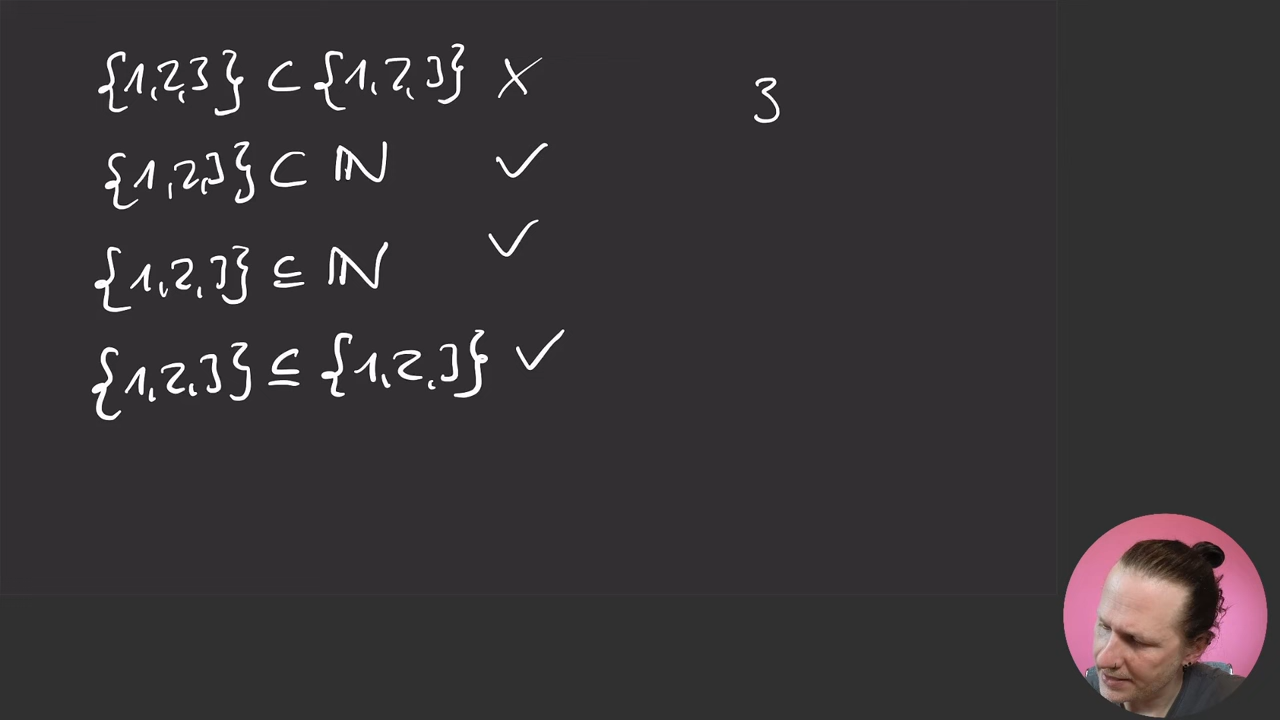 {1,2,3} ⊂ {1,2,3} ✗
{1,2,3} ⊂ ℕ ✓
{1,2,3} ⊆ ℕ ✓
{1,2,3} ⊆ {1,2,3} ✓
3